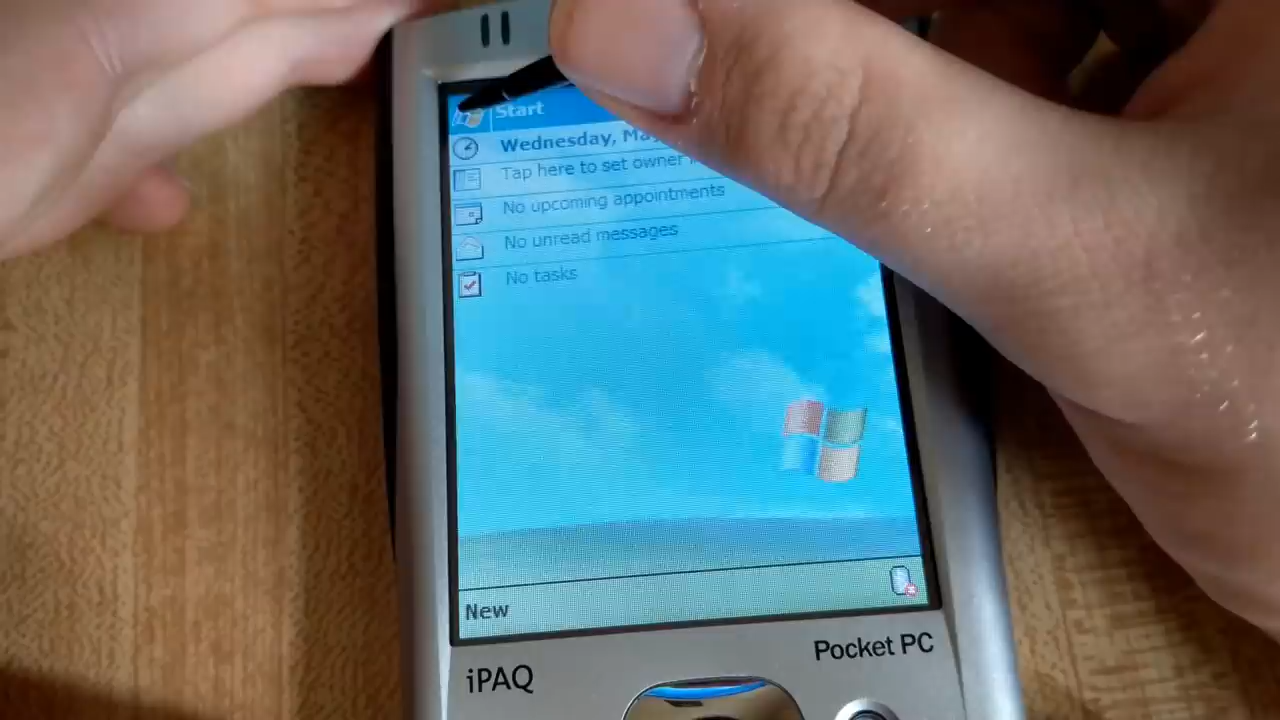 Start
Wednesday,
Tap here to set owner
No upcoming appointments
No unread messages
No tasks
New
iPAQ
Pocket PC